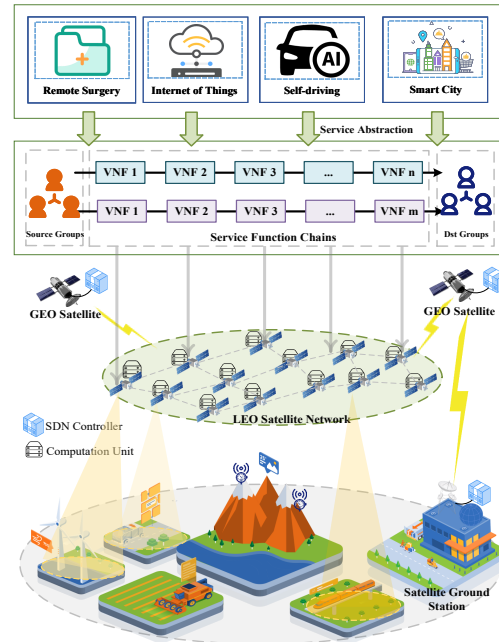 Remote Surgery
Internet of Things
AI
Self-driving
Smart City
Service Abstraction
VNF 1
VNF 2
VNF 3
...
VNF n
VNF 1
VNF 2
VNF 3
...
VNF m
Source Groups
Service Function Chains
Dst Groups
GEO Satellite
GEO Satellite
LEO Satellite Network
SDN Controller
Computation Unit
Satellite Ground
Station